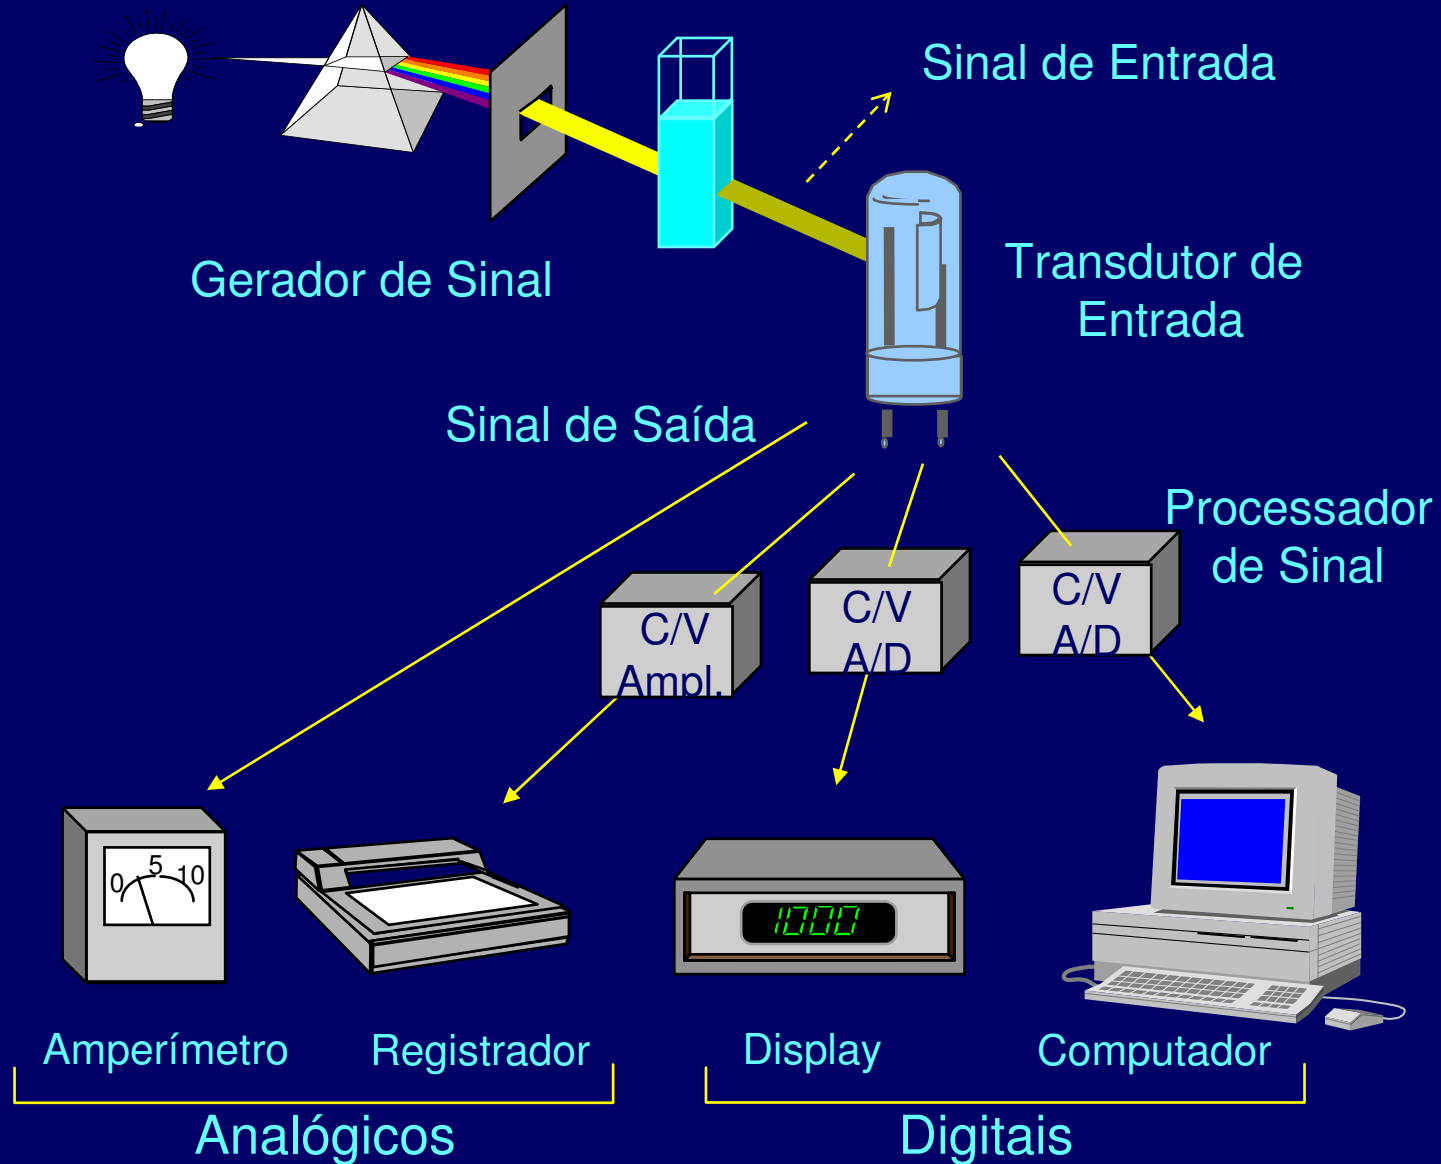 Sinal de Entrada
Gerador de Sinal
Transdutor de
Entrada
Sinal de Saída
Processador
de Sinal
C/V
Ampl.
C/V
A/D
C/V
A/D
0 5 10
1000
Amperímetro
Registrador
Display
Computador
Analógicos
Digitais